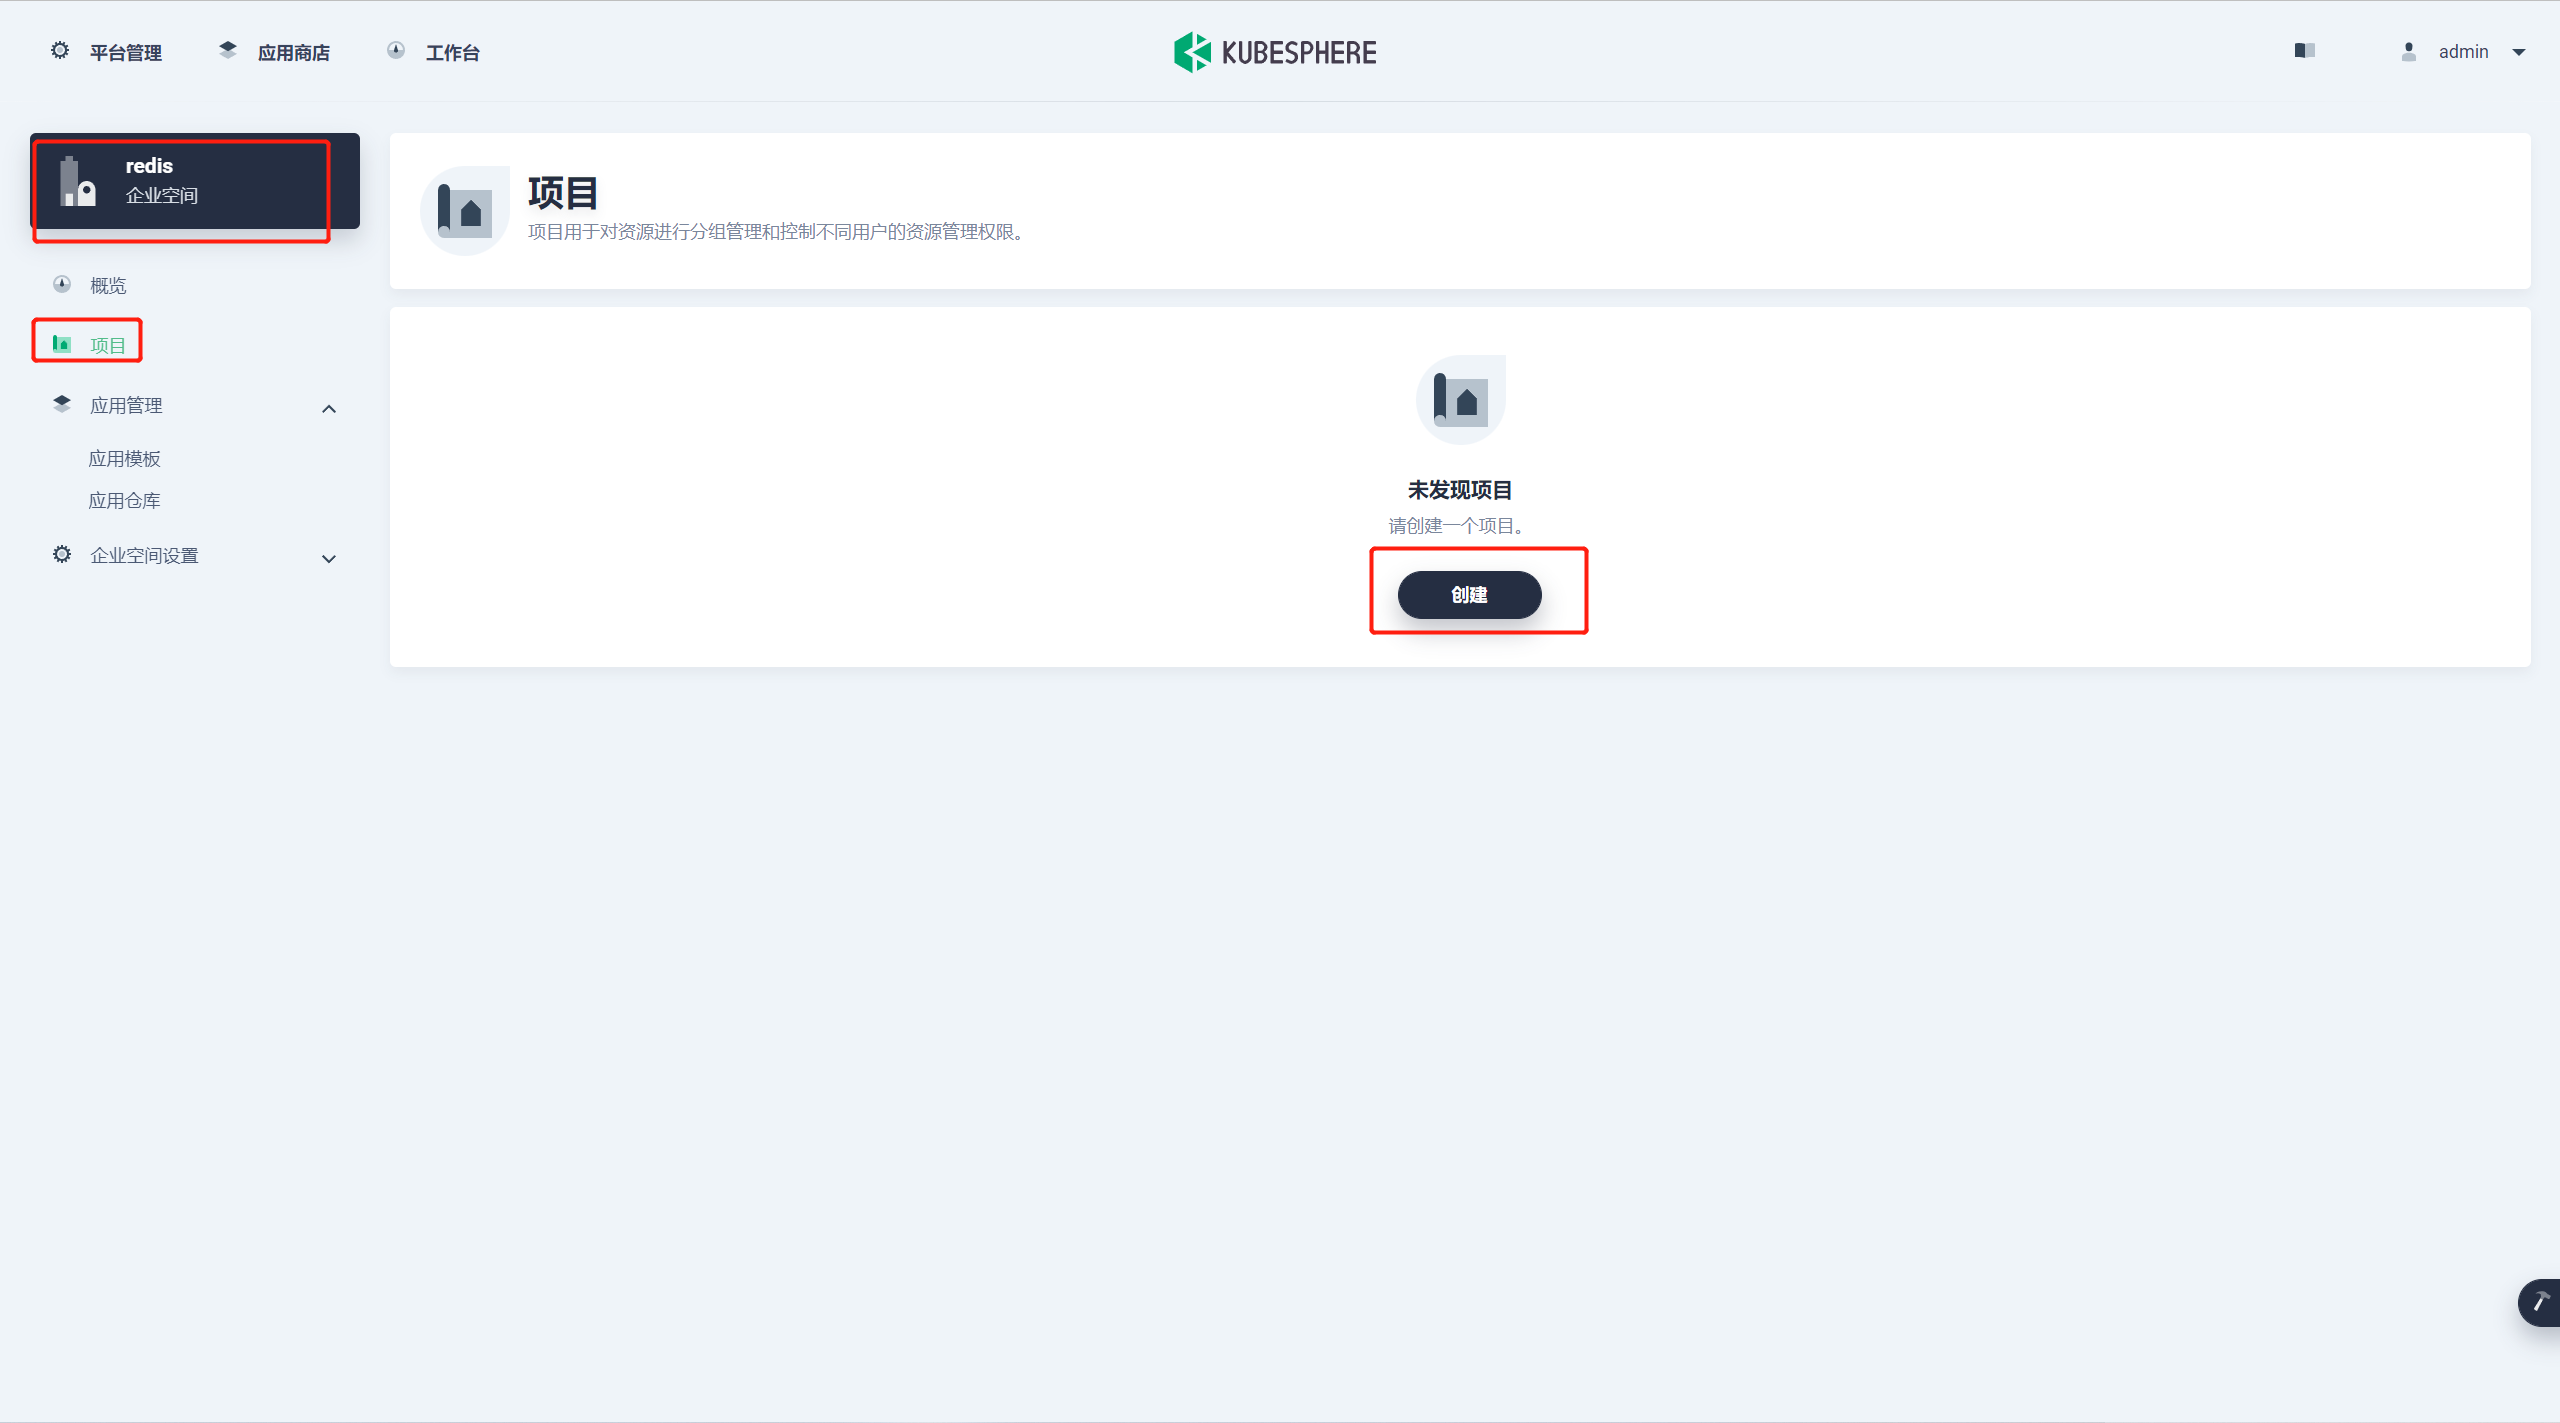 平台管理
应用商店
工作台
KUBESPHERE
admin
redis
企业空间
概览
项目
应用管理
应用模板
应用仓库
企业空间设置
项目
项目用于对资源进行分组管理和控制不同用户的资源管理权限。
未发现项目
请创建一个项目。
创建